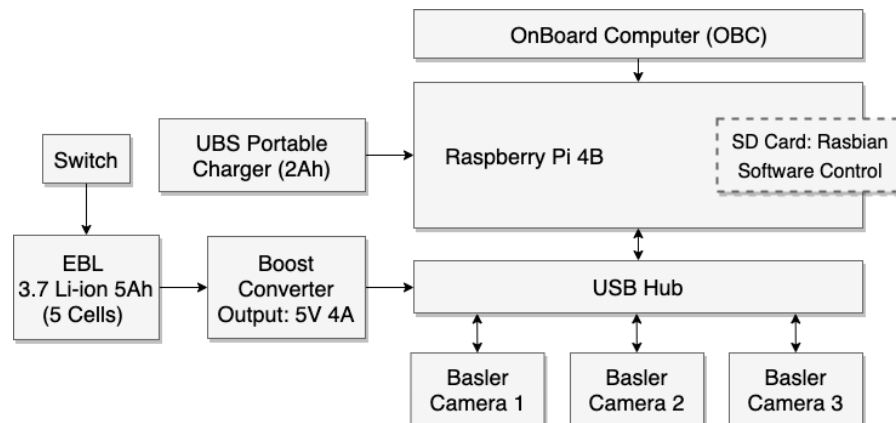 OnBoard Computer (OBC)
UBS Portable
Charger (2Ah)
Raspberry Pi 4B
SD Card: Rasbian
Software Control
Switch
EBL
3.7 Li-ion 5Ah
(5 Cells)
Boost
Converter
Output: 5V 4A
USB Hub
Basler
Camera 1
Basler
Camera 2
Basler
Camera 3